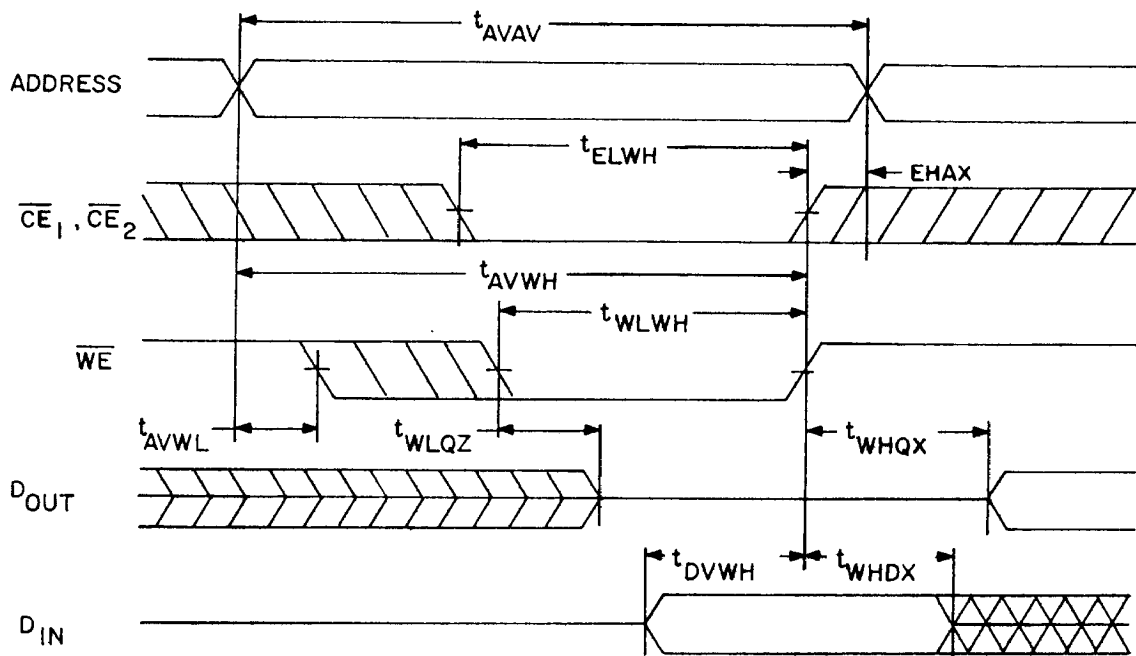 tAVAV
ADDRESS
tELWH
EHAX
CE1, CE2
tAVWH
tWLWH
WE
tAVWL
tWLQZ
tWHQX
DOUT
tDVWH
tWHDX
DIN